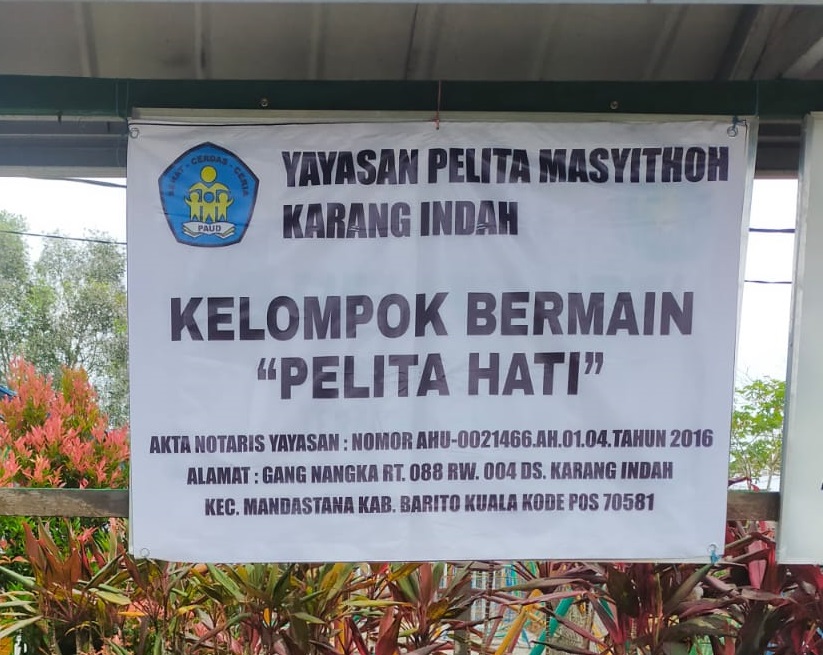 SEHAT - CERDAS - CERIA
PAUD
YAYASAN PELITA MASYITHOH
KARANG INDAH
KELOMPOK BERMAIN
“PELITA HATI”
AKTA NOTARIS YAYASAN : NOMOR AHU-0021466.AH.01.04.TAHUN 2016
ALAMAT : GANG NANGKA RT. 088 RW. 004 DS. KARANG INDAH
KEC. MANDASTANA KAB. BARITO KUALA KODE POS 70581